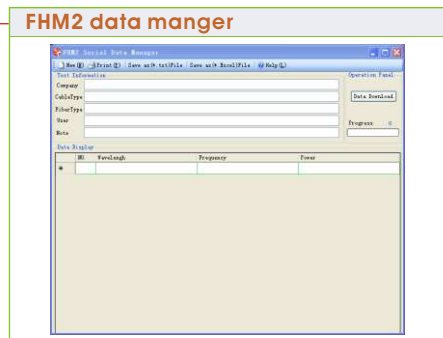 FHM2 data manger
FHM2 Serial Data Manager
New(N) Print(P) Save as(*.txt)File Save as(*.Excel)File Help(L)
Test Information
Operation Panel
Company
CableType
Data Download
FiberType
User
Progress
Note
Data Display
NO. Wavelengh Frequency Power